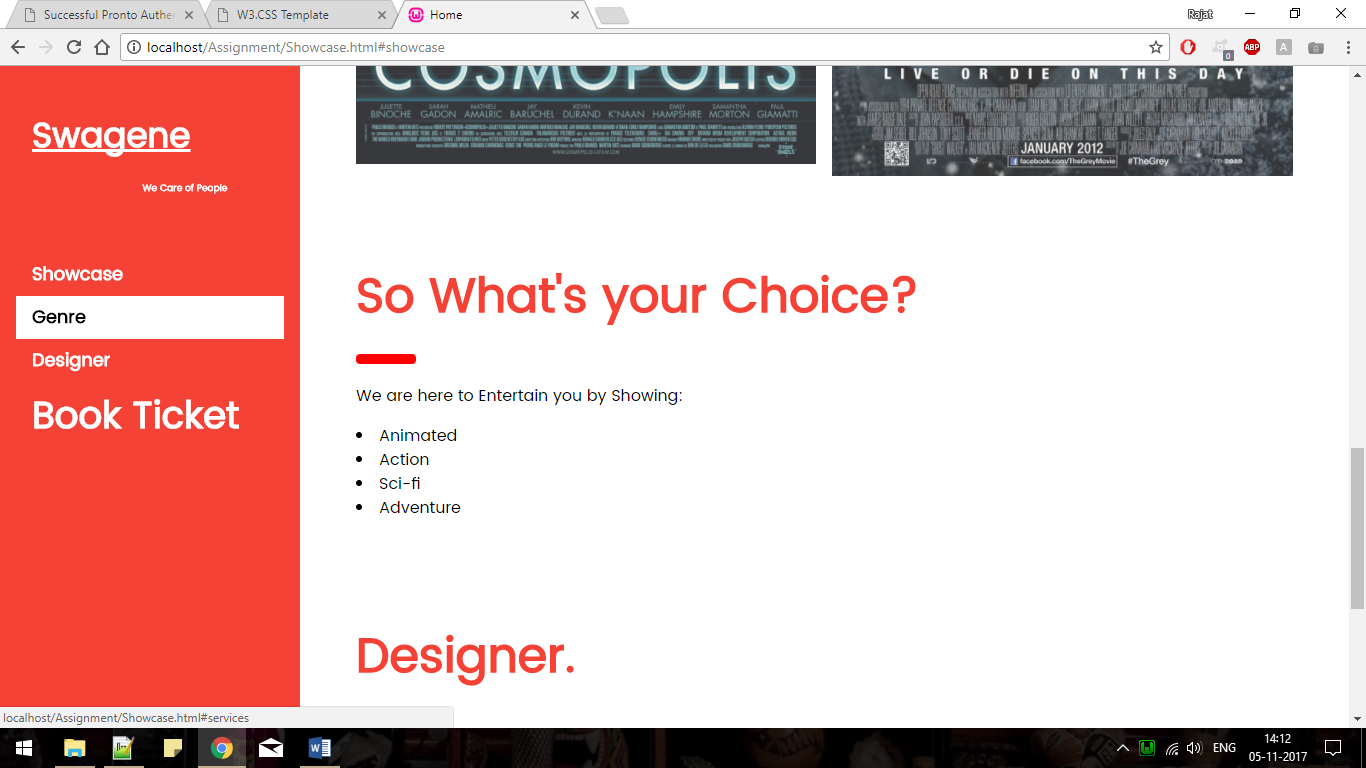 Successful Pronto Authen
W3.CSS Template
Home
Rajat
localhost/Assignment/Showcase.html#showcase
0
ABP
A
Swagene
We Care of People
Showcase
Genre
Designer
Book Ticket
COSMOPOLIS
JULIETTE BINOCHE
SARAH GADON
MATHIEU AMALRIC
JAY BARUCHEL
KEVIN DURAND
K'NAAN
EMILY HAMPSHIRE
SAMANTHA MORTON
PAUL GIAMATTI
LIVE OR DIE ON THIS DAY
JANUARY 2012
facebook.com/TheGreyMovie
#TheGrey
So What's your Choice?
We are here to Entertain you by Showing:
Animated
Action
Sci-fi
Adventure
Designer.
localhost/Assignment/Showcase.html#services
ENG
14:12
05-11-2017